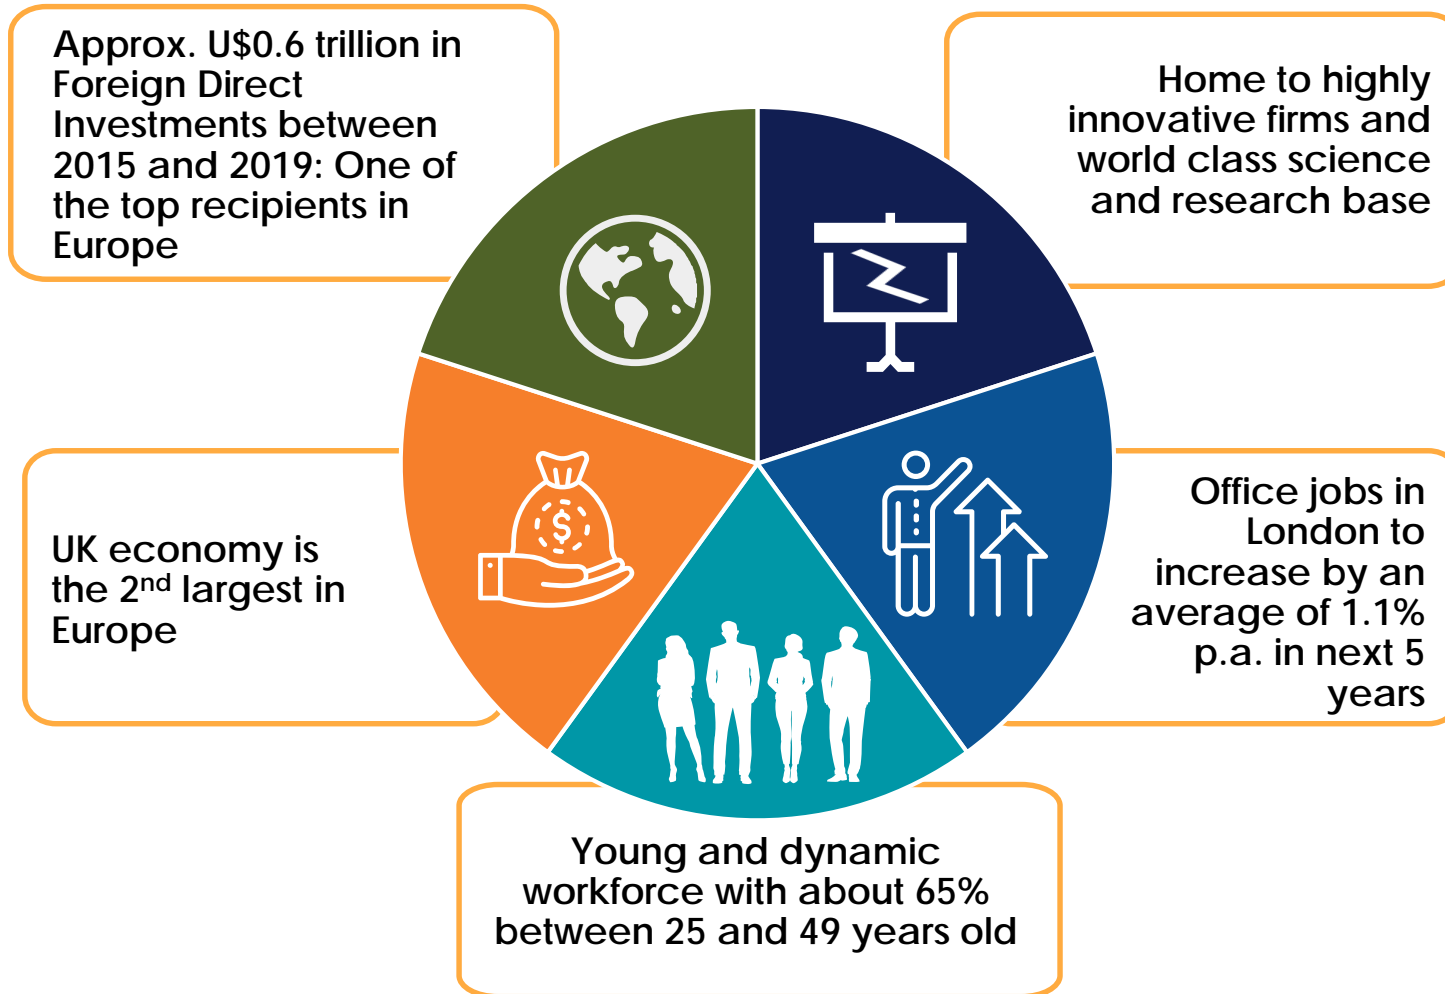 Approx. U$0.6 trillion in
Foreign Direct
Investments between
2015 and 2019: One of
the top recipients in
Europe
Home to highly
innovative firms and
world class science
and research base
UK economy is
the 2nd largest in
Europe
$
Office jobs in
London to
increase by an
average of 1.1%
p.a. in next 5
years
Young and dynamic
workforce with about 65%
between 25 and 49 years old